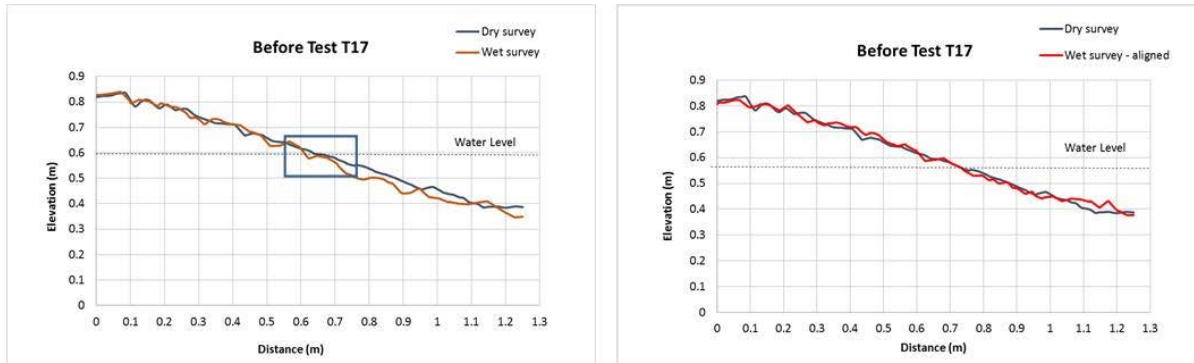 Before Test T17
Dry survey
Wet survey
0.9
0.8
0.7
0.6
0.5
0.4
0.3
0.2
0.1
0
Elevation (m)
Water Level
0 0.1 0.2 0.3 0.4 0.5 0.6 0.7 0.8 0.9 1 1.1 1.2 1.3
Distance (m)
Before Test T17
Dry survey
Wet survey - aligned
0.9
0.8
0.7
0.6
0.5
0.4
0.3
0.2
0.1
0
Elevation (m)
Water Level
0 0.1 0.2 0.3 0.4 0.5 0.6 0.7 0.8 0.9 1 1.1 1.2 1.3
Distance (m)